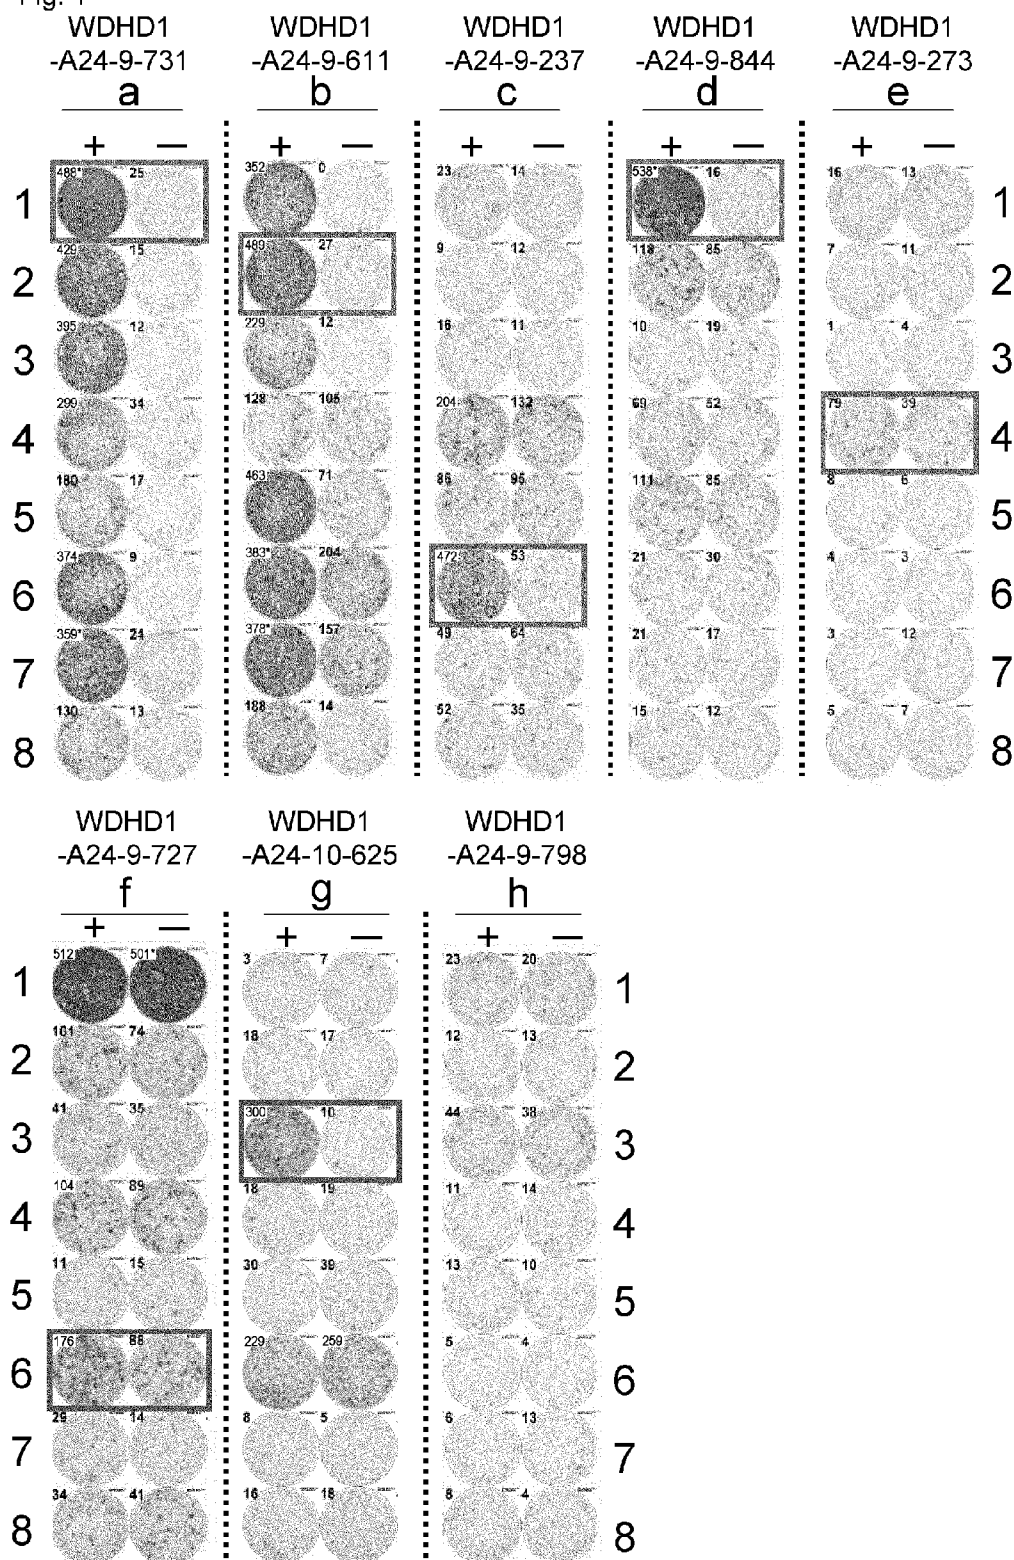 Fig. 1
WDHD1 WDHD1 WDHD1 WDHD1 WDHD1
-A24-9-731 -A24-9-611 -A24-9-237 -A24-9-844 -A24-9-273
a b c d e
+ — + — + — + — + —
1 488* 25 352 0 23 14 538* 16 16 13 1
2 429 15 489 27 9 12 118 85 7 11 2
3 395 12 229 12 16 11 10 19 1 4 3
4 299 34 128 105 204 132 69 52 79 39 4
5 180 17 463 71 86 95 111 85 8 6 5
6 374 9 383* 204 472 53 21 30 4 3 6
7 359* 24 378* 157 49 64 21 17 3 12 7
8 130 13 188 14 52 35 15 12 5 7 8
WDHD1 WDHD1 WDHD1
-A24-9-727 -A24-10-625 -A24-9-798
f g h
+ — + — + —
1 512 501* 3 7 23 20 1
2 101 74 18 17 12 13 2
3 41 35 300 10 44 38 3
4 104 89 18 19 11 14 4
5 11 15 30 39 13 10 5
6 176 88 229 259 5 4 6
7 29 14 8 5 6 13 7
8 34 41 16 18 8 4 8